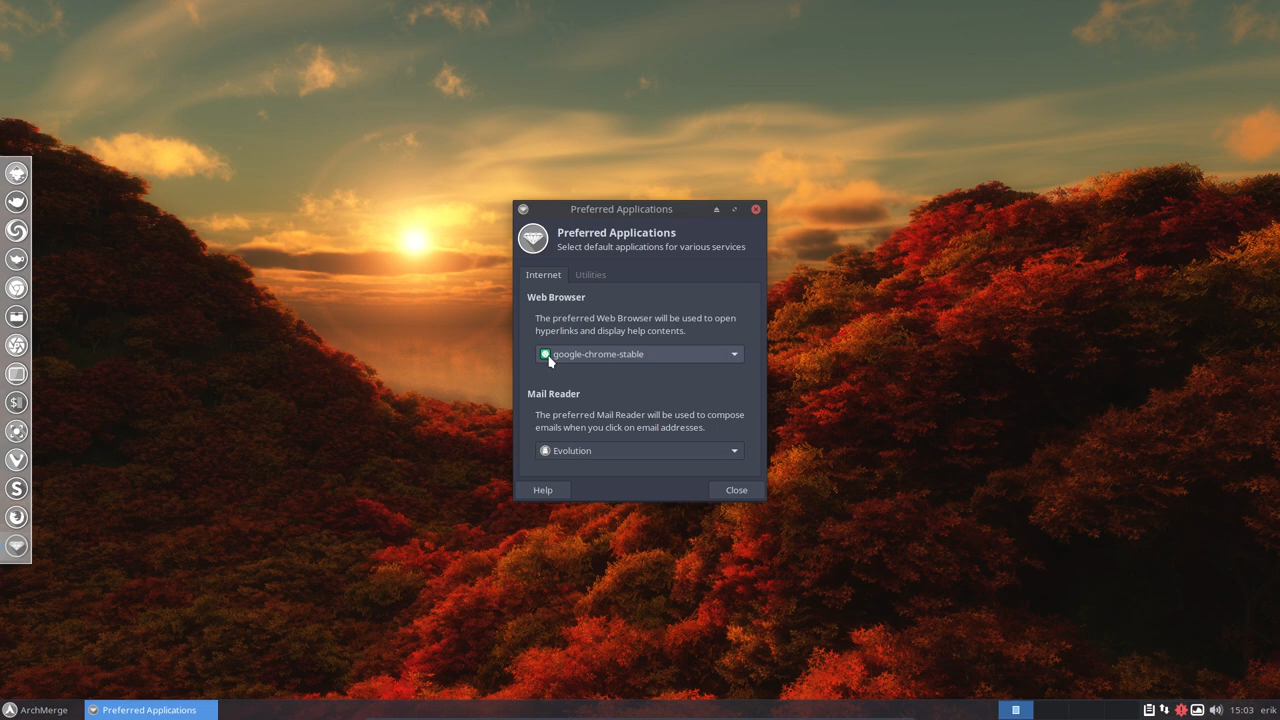 Preferred Applications
Preferred Applications
Select default applications for various services
Internet
Utilities
Web Browser
The preferred Web Browser will be used to open
hyperlinks and display help contents.
google-chrome-stable
Mail Reader
The preferred Mail Reader will be used to compose
emails when you click on email addresses.
Evolution
Help
Close
ArchMerge
Preferred Applications
15:03
erik